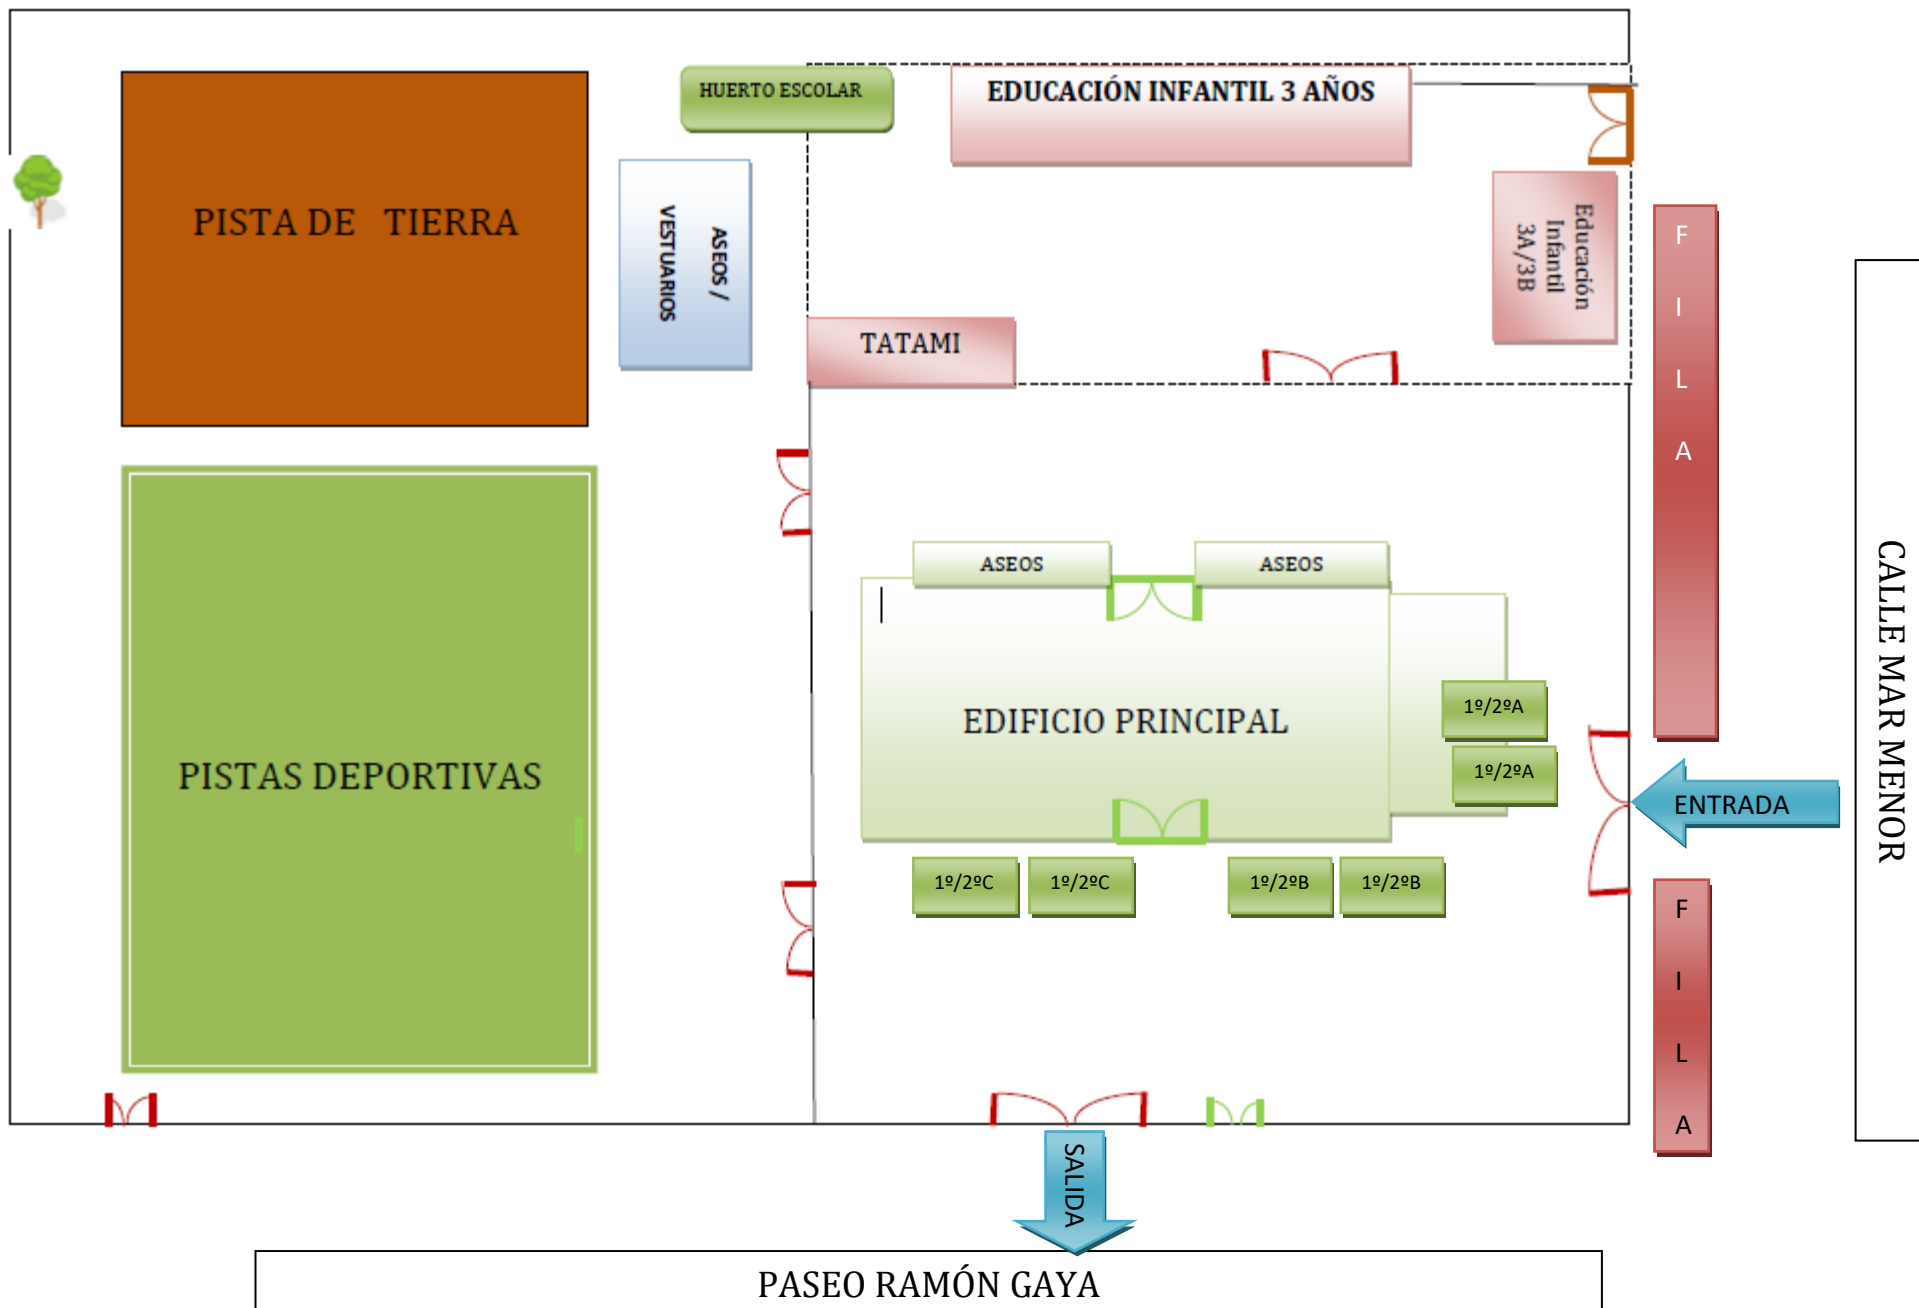 HUERTO ESCOLAR
EDUCACIÓN INFANTIL 3 AÑOS
PISTA DE TIERRA
ASEOS /
VESTUARIOS
Educación
Infantil
3A/3B
TATAMI
F
I
L
A
CALLE MAR MENOR
ASEOS
ASEOS
EDIFICIO PRINCIPAL
1º/2ºA
1º/2ºA
PISTAS DEPORTIVAS
ENTRADA
1º/2ºC
1º/2ºC
1º/2ºB
1º/2ºB
F
I
L
A
SALIDA
PASEO RAMÓN GAYA